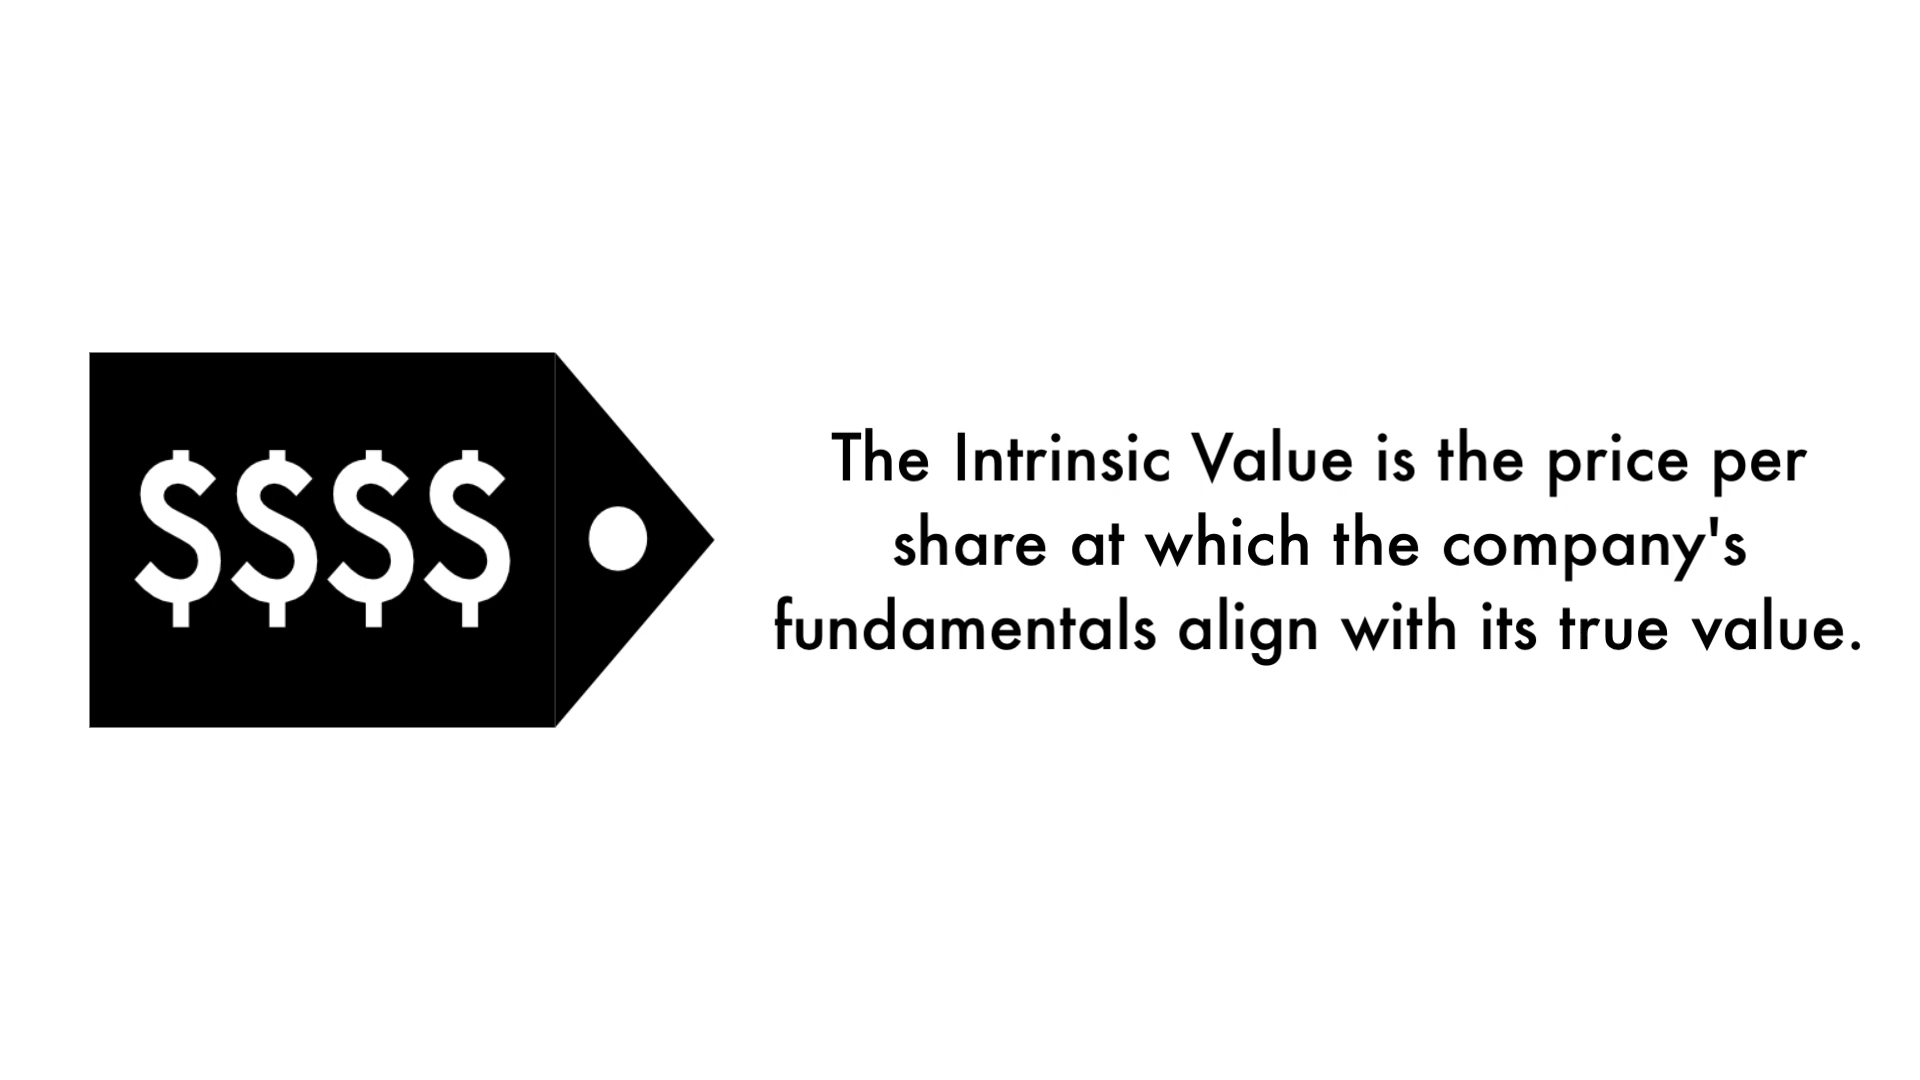 $$$$
The Intrinsic Value is the price per
share at which the company's
fundamentals align with its true value.